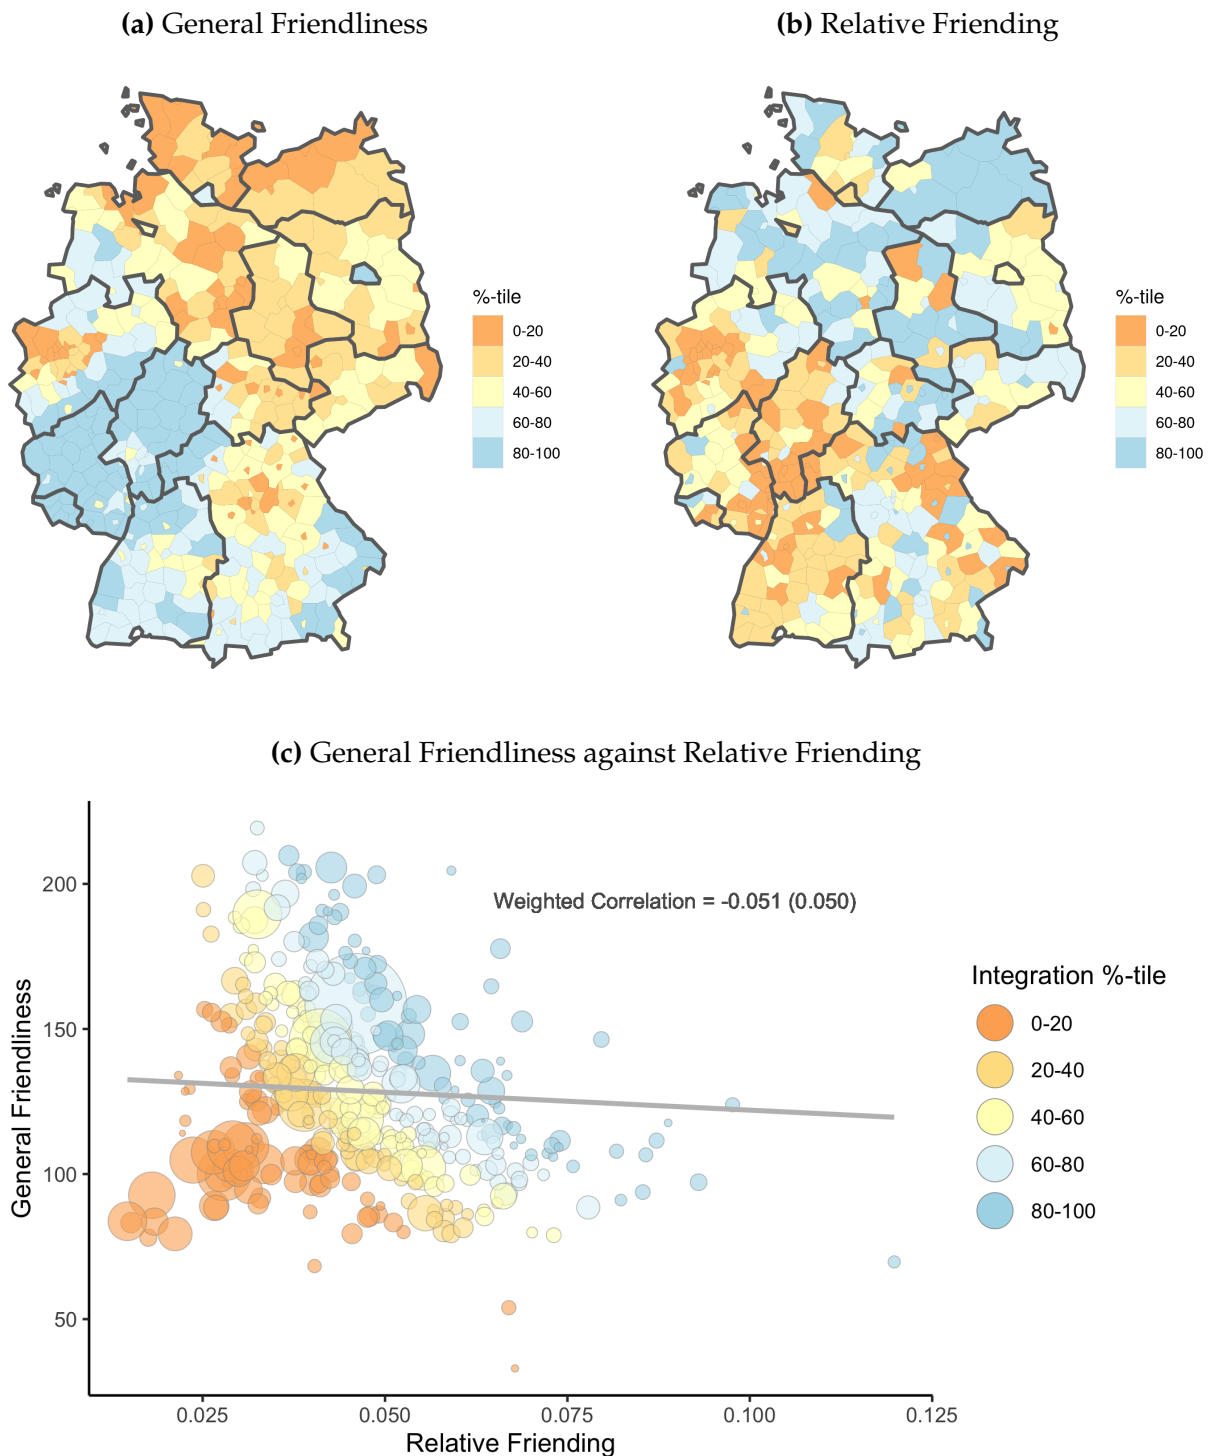 (a) General Friendliness
(b) Relative Friending
%-tile
0-20
20-40
40-60
60-80
80-100
%-tile
0-20
20-40
40-60
60-80
80-100
(c) General Friendliness against Relative Friending
General Friendliness
200
150
100
50
Weighted Correlation = -0.051 (0.050)
Integration %-tile
0-20
20-40
40-60
60-80
80-100
0.025 0.050 0.075 0.100 0.125
Relative Friending